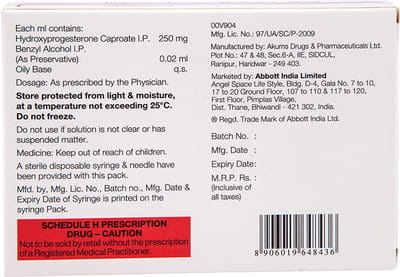 Each ml contains:
Hydroxyprogesterone Caproate I.P. 250 mg
Benzyl Alcohol I.P.
(As Preservative) 0.02 ml
Oily Base q.s.
Dosage: As prescribed by the Physician.
Store protected from light & moisture,
at a temperature not exceeding 25°C.
Do not freeze.
Do not use if solution is not clear or has
suspended matter.
Medicine: Keep out of reach of children.
A sterile disposable syringe & needle have
been provided with this pack.
Mfd. by, Mfg. Lic. No., Batch no., Mfg. Date &
Expiry Date of Syringe is printed on the
syringe Pack.
SCHEDULE H PRESCRIPTION
DRUG – CAUTION
Not to be sold by retail without the prescription
of a Registered Medical Practitioner.
00V904
Mfg. Lic. No.: 97/UA/SC/P-2009
Manufactured by: Akums Drugs & Pharmaceuticals Ltd.
Plot No.: 47 & 48, Sec.6-A, IIE, SIDCUL,
Ranipur, Haridwar - 249 403.
Marketed by: Abbott India Limited
Angel Space Life Style, Bldg. D-4, Gala No. 7 to 10,
17 to 20 Ground Floor, 107 to 110 & 117 to 120,
First Floor, Pimplas Village,
Dist. Thane, Bhiwandi - 421 302, India.
® Regd. Trade Mark of Abbott India Ltd.
Batch No. :
Mfg. Date :
Expiry Date:
M.R.P. Rs. :
(Inclusive of
all taxes)
8 906019 648436